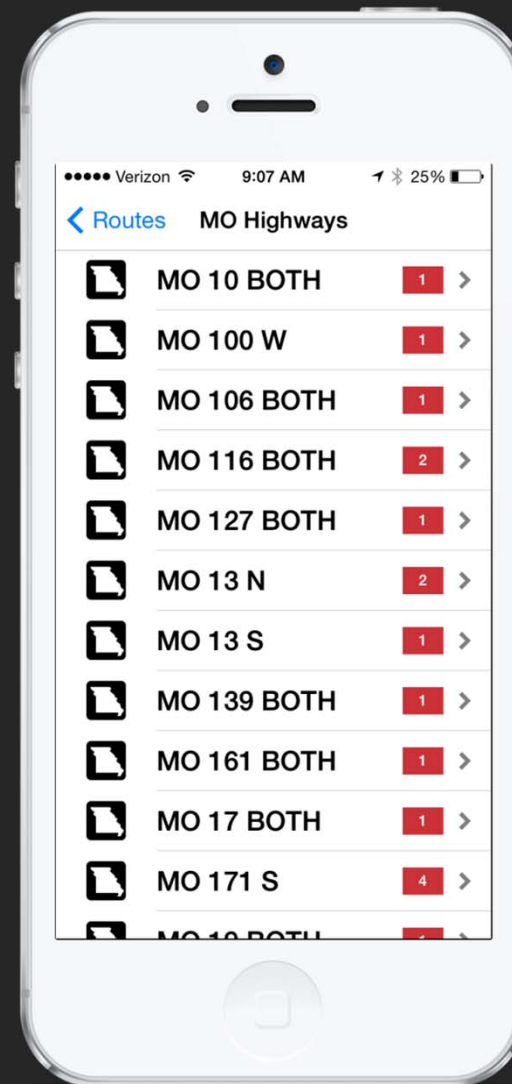 Verizon 9:07 AM 25%
Routes MO Highways
MO 10 BOTH 1
MO 100 W 1
MO 106 BOTH 1
MO 116 BOTH 2
MO 127 BOTH 1
MO 13 N 2
MO 13 S 1
MO 139 BOTH 1
MO 161 BOTH 1
MO 17 BOTH 1
MO 171 S 4